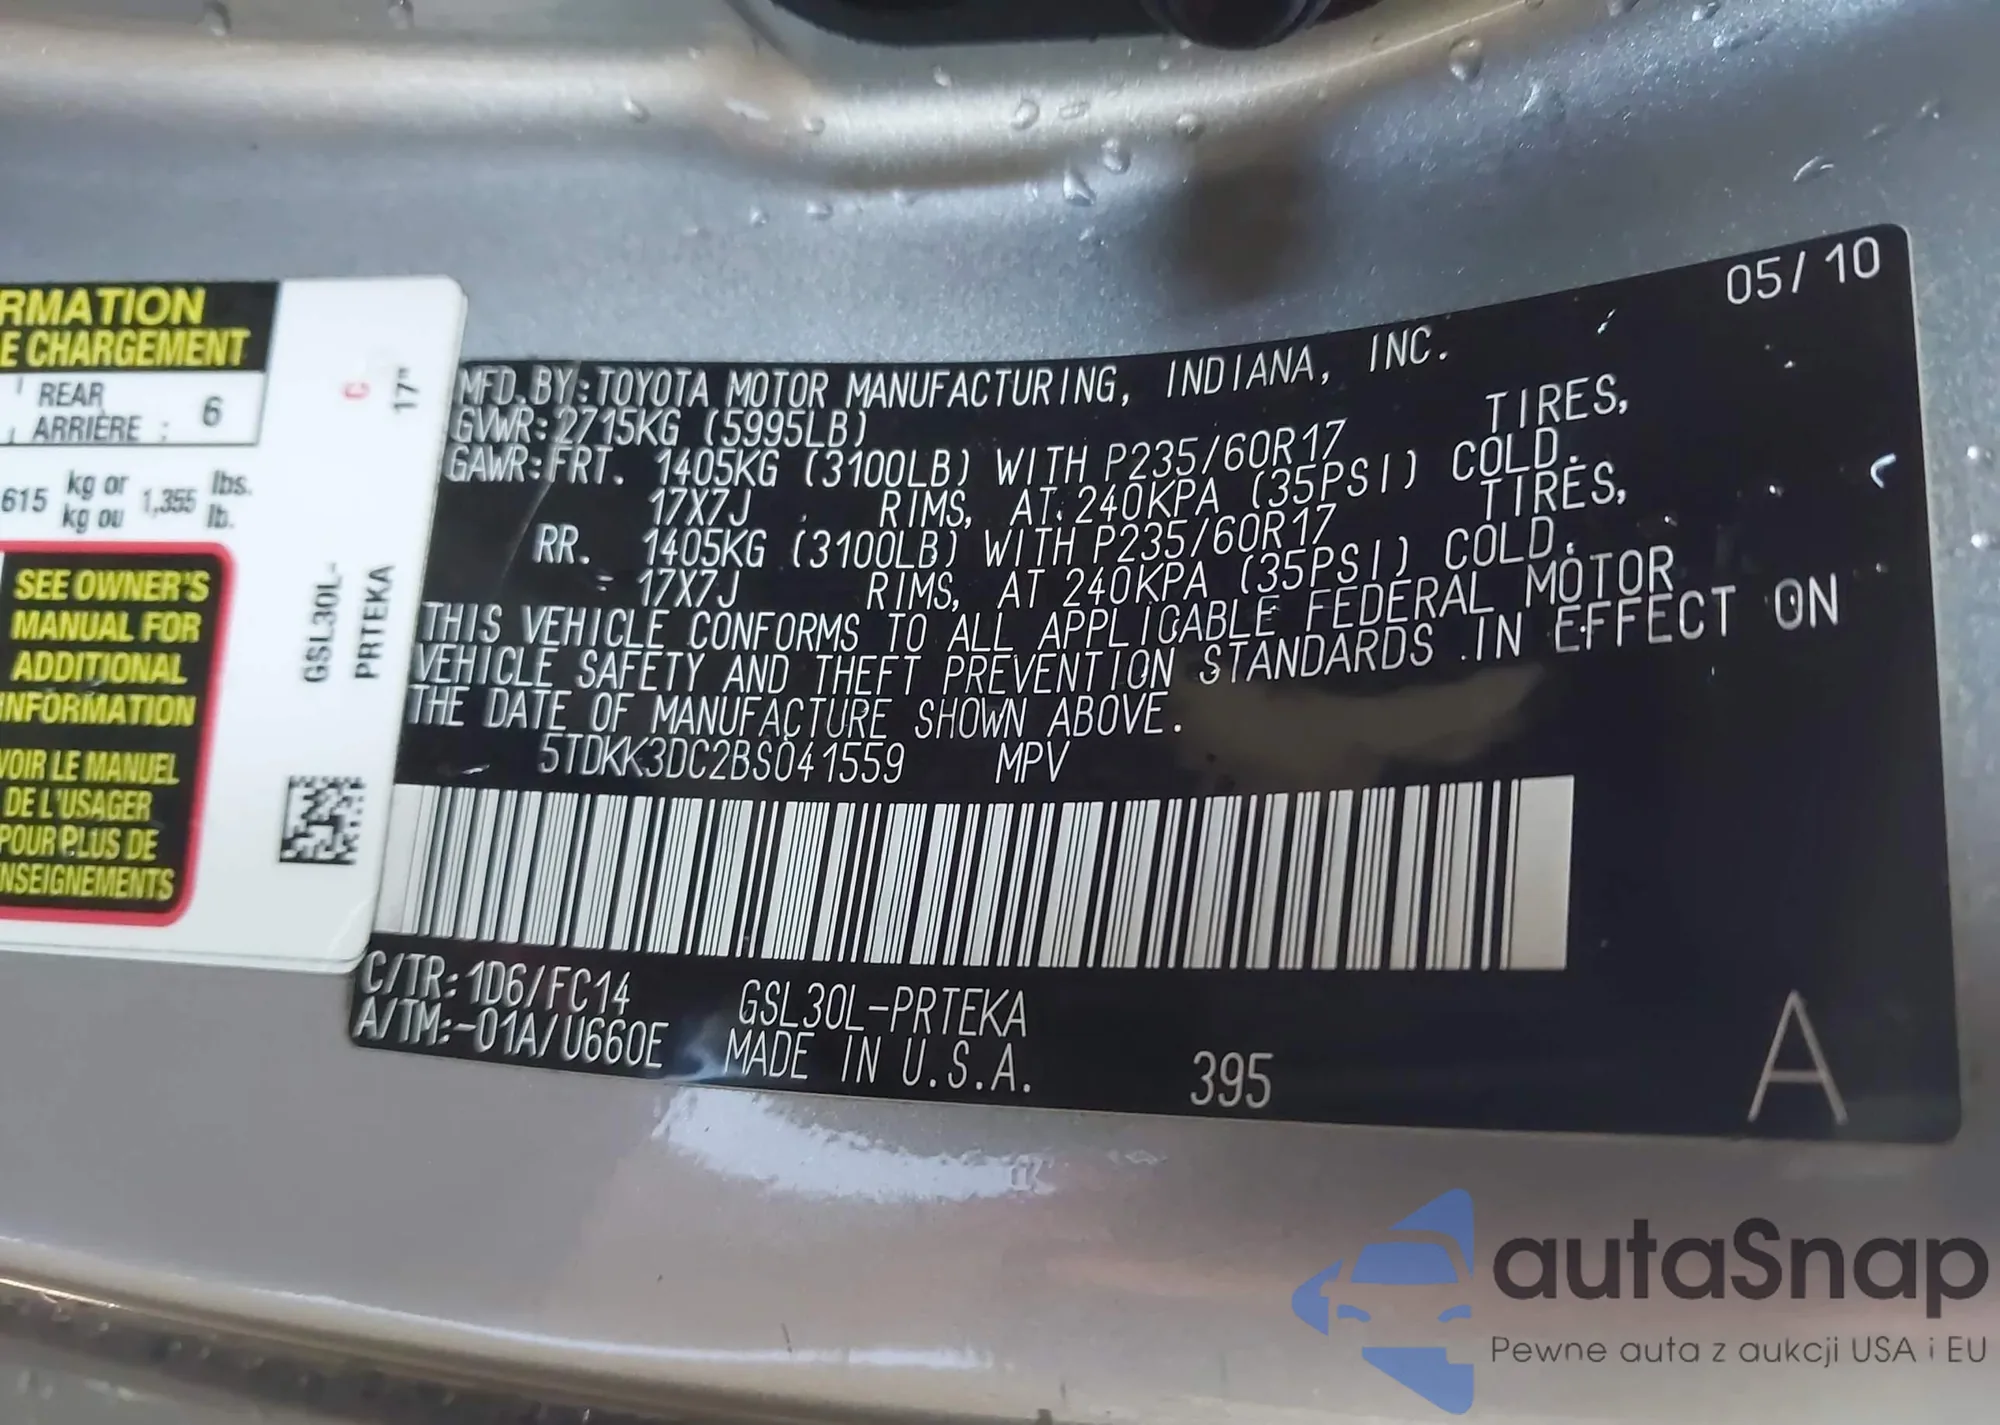 RMATION
E CHARGEMENT
REAR
ARRIÈRE : 6
615 kg or 1,355 lbs.
kg ou lb.
SEE OWNER'S
MANUAL FOR
ADDITIONAL
INFORMATION
VOIR LE MANUEL
DE L'USAGER
POUR PLUS DE
NSEIGNEMENTS
C 17"
GSL30L-
PRTEKA
05/10
MFD.BY:TOYOTA MOTOR MANUFACTURING, INDIANA, INC.
GVWR:2715KG (5995LB)
GAWR:FRT. 1405KG (3100LB) WITH P235/60R17 TIRES,
17X7J RIMS, AT 240KPA (35PSI) COLD.
RR. 1405KG (3100LB) WITH P235/60R17 TIRES,
17X7J RIMS, AT 240KPA (35PSI) COLD.
THIS VEHICLE CONFORMS TO ALL APPLICABLE FEDERAL MOTOR
VEHICLE SAFETY AND THEFT PREVENTION STANDARDS IN EFFECT ON
THE DATE OF MANUFACTURE SHOWN ABOVE.
5TDKK3DC2BS041559 MPV
C/TR:1D6/FC14 GSL30L-PRTEKA
A/TM:-01A/U660E MADE IN U.S.A. 395
A
autaSnap
Pewne auta z aukcji USA i EU